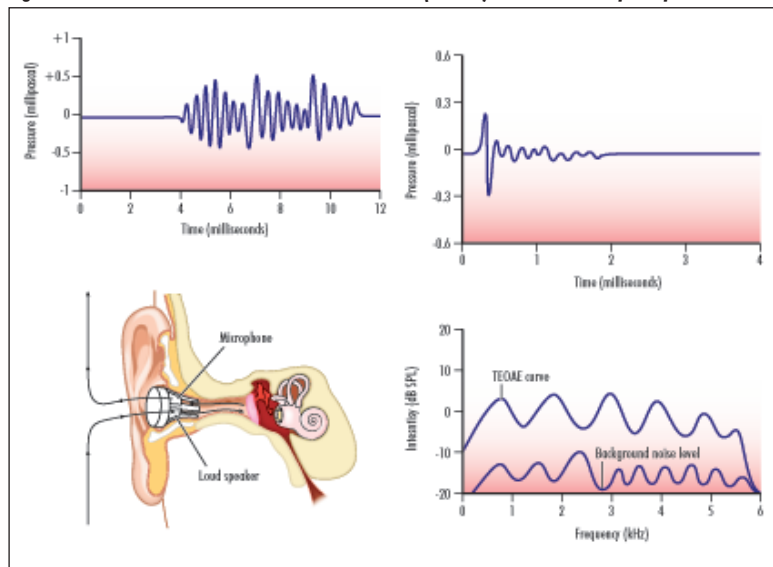 +1
+0.5
0
-0.5
-1
Pressure (millipascal)
0 2 4 6 8 10 12
Time (milliseconds)
0.6
0.3
0
-0.3
-0.6
Pressure (millipascal)
0 1 2 3 4
Time (milliseconds)
Microphone
Loud speaker
20
10
0
-10
-20
Intensity (dB SPL)
TEOAE curve
Background noise level
0 1 2 3 4 5 6
Frequency (kHz)